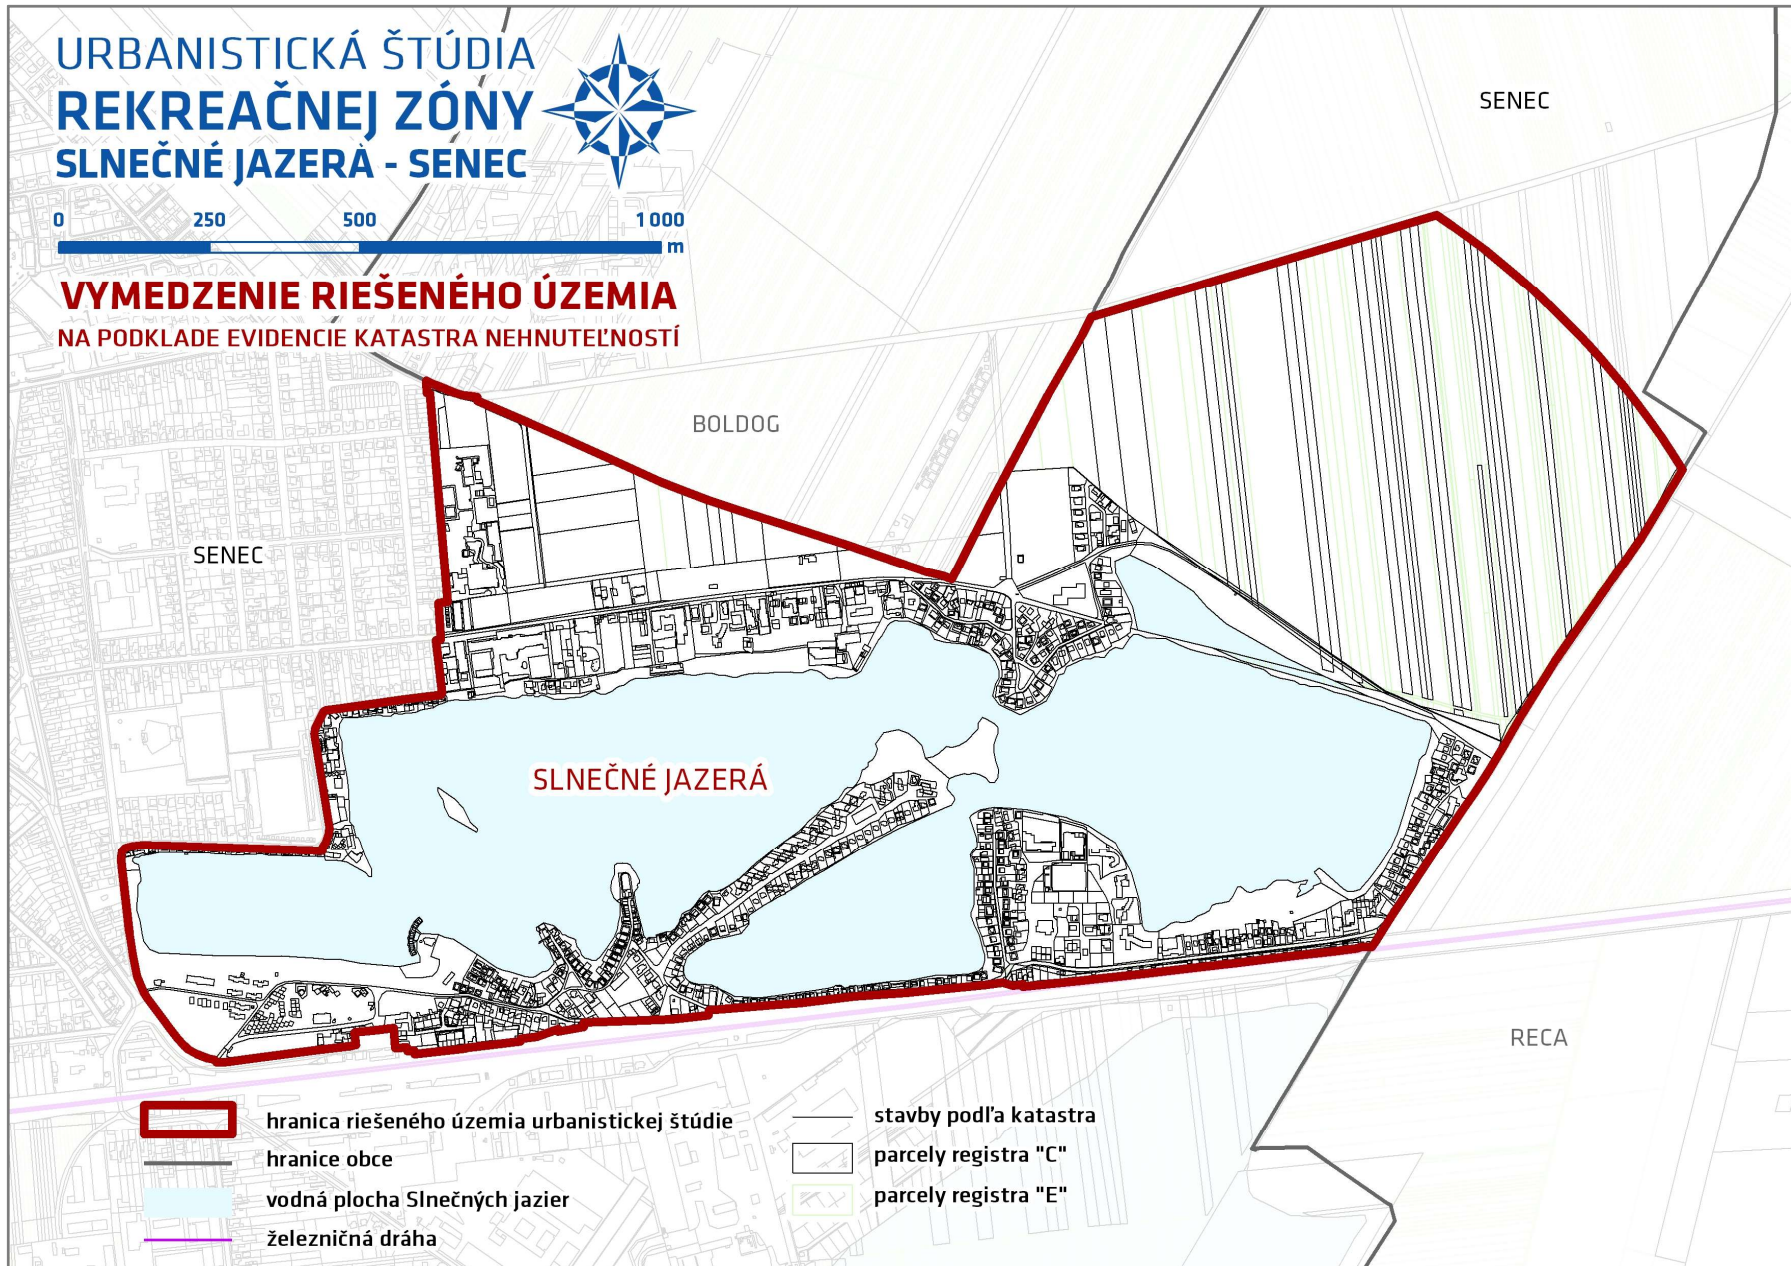 URBANISTICKÁ ŠTÚDIA
REKREAČNEJ ZÓNY
SLNEČNÉ JAZERÁ - SENEC
0 250 500 1 000
m
VYMEDZENIE RIEŠENÉHO ÚZEMIA
NA PODKLADE EVIDENCIE KATASTRA NEHNUTEĽNOSTÍ
SENEC
BOLDOG
SENEC
SLNEČNÉ JAZERÁ
RECA
hranica riešeného územia urbanistickej štúdie
hranice obce
vodná plocha Slnečných jazier
železničná dráha
stavby podľa katastra
parcely registra "C"
parcely registra "E"